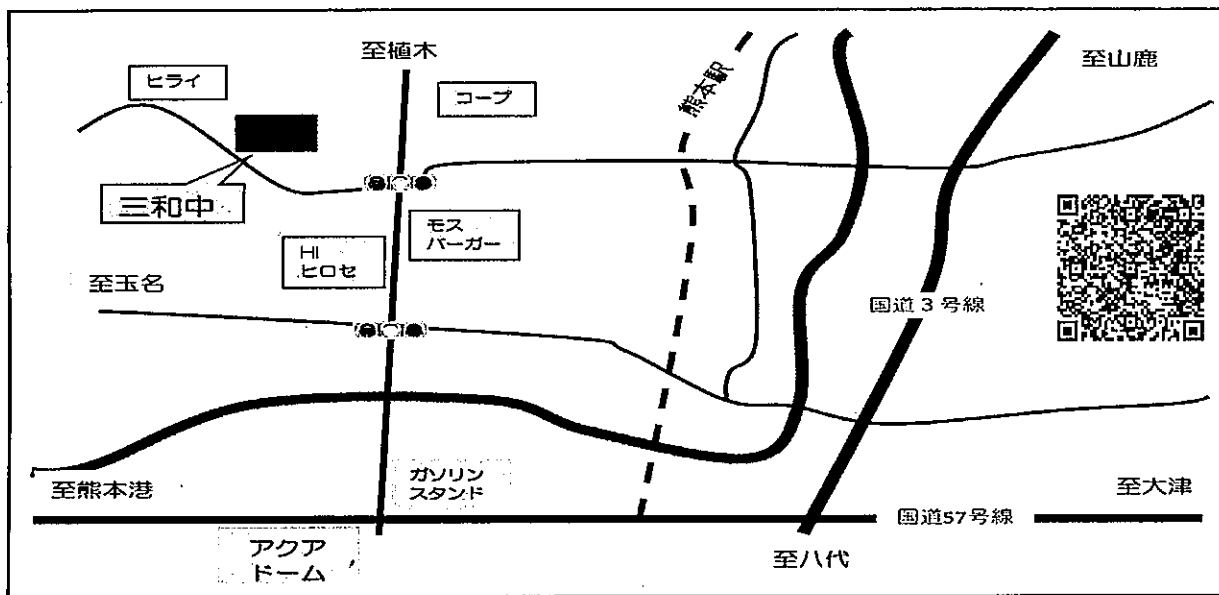 至植木
至山鹿
ヒライ
コープ
熊本駅
三和中
モス
バーガー
HI
ヒロセ
至玉名
国道3号線
至熊本港
ガソリン
スタンド
至大津
国道57号線
アクア
ドーム
至八代